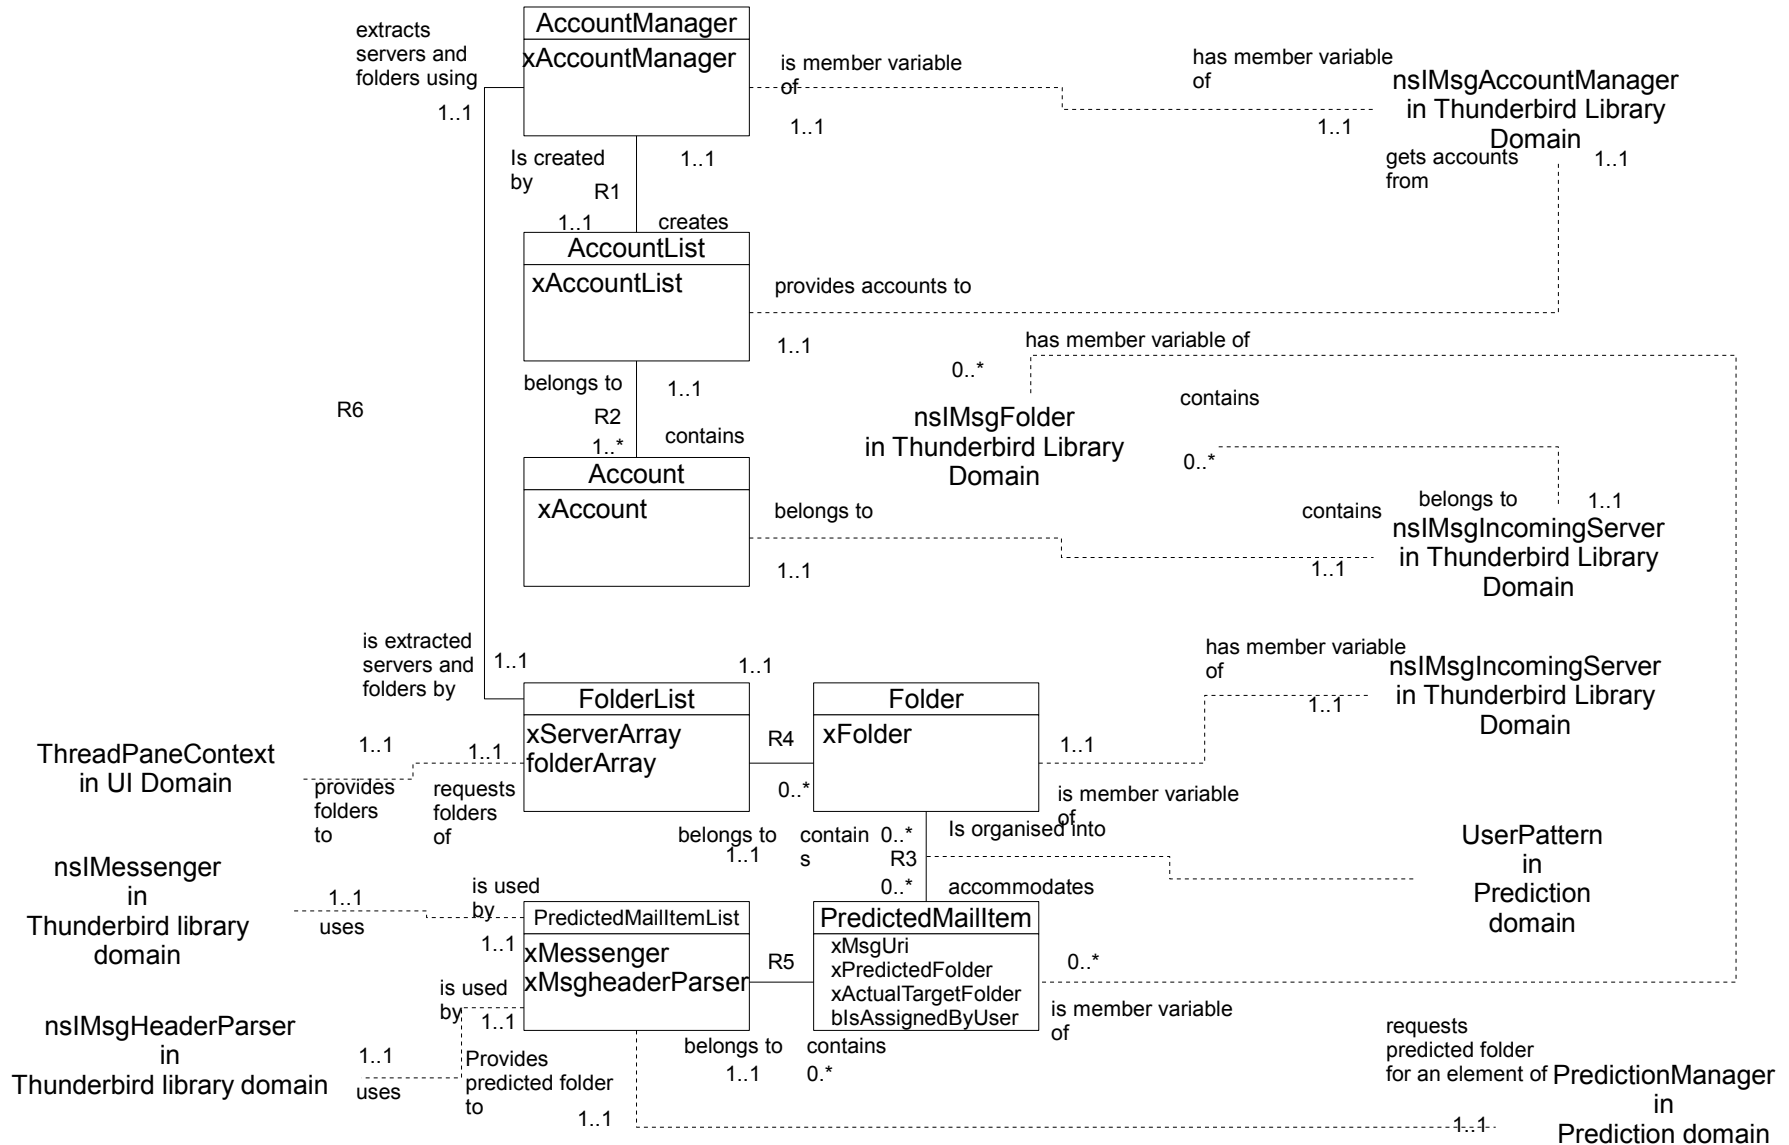 AccountManager
xAccountManager
extracts
servers and
folders using
1..1
is member variable
of
1..1
has member variable
of
1..1
nsIMsgAccountManager
in Thunderbird Library
Domain
gets accounts
from
1..1
Is created
by
R1
1..1
1..1
creates
AccountList
xAccountList
provides accounts to
1..1
has member variable of
0..*
belongs to
R2
1..*
1..1
contains
R6
nsIMsgFolder
in Thunderbird Library
Domain
contains
0..*
Account
xAccount
belongs to
1..1
contains
1..1
belongs to
1..1
nsIMsgIncomingServer
in Thunderbird Library
Domain
is extracted
servers and
folders by
1..1
1..1
has member variable
of
1..1
nsIMsgIncomingServer
in Thunderbird Library
Domain
FolderList
xServerArray
folderArray
R4
0..*
Folder
xFolder
1..1
is member variable
of
ThreadPaneContext
in UI Domain
1..1
provides
folders
to
1..1
requests
folders
of
belongs to
1..1
contain
s
0..*
R3
0..*
Is organised into
accommodates
UserPattern
in
Prediction
domain
nsIMessenger
in
Thunderbird library
domain
1..1
uses
is used
by
1..1
PredictedMailItemList
xMessenger
xMsgheaderParser
R5
PredictedMailItem
xMsgUri
xPredictedFolder
xActualTargetFolder
bIsAssignedByUser
0..*
is member variable
of
is used
by
1..1
nsIMsgHeaderParser
in
Thunderbird library domain
1..1
uses
Provides
predicted folder
to
1..1
belongs to
1..1
contains
0.*
requests
predicted folder
for an element of
1..1
PredictionManager
in
Prediction domain